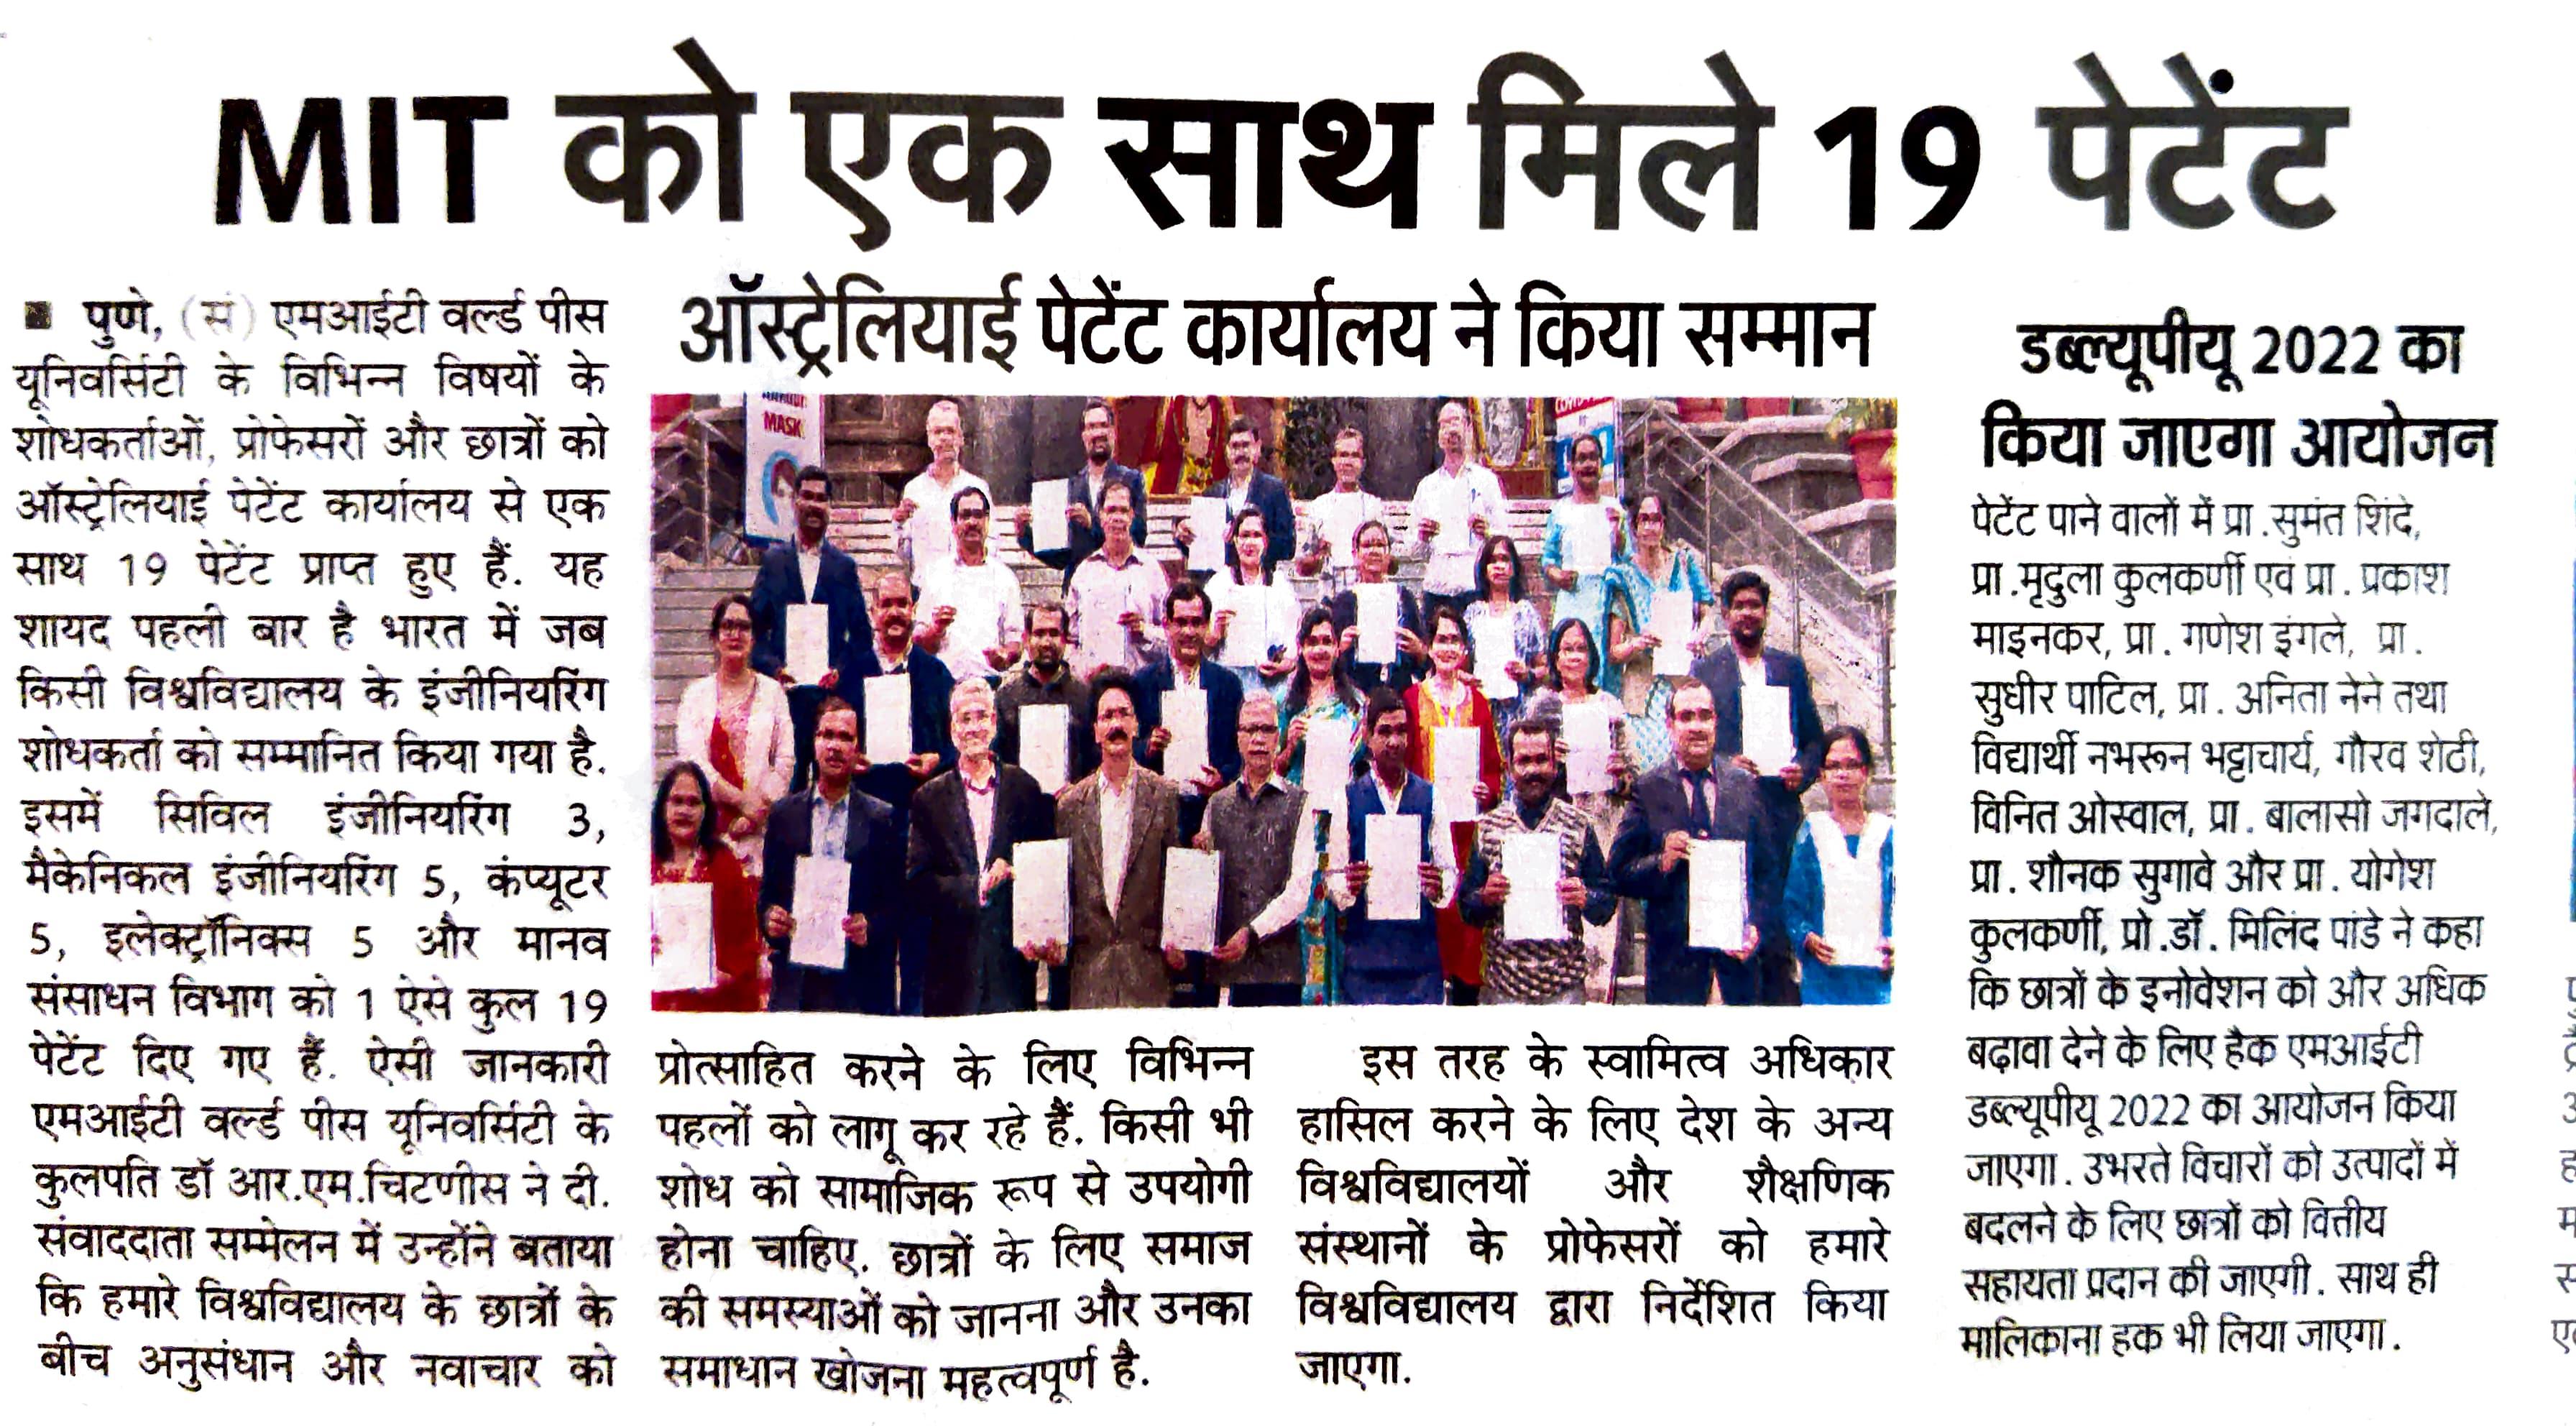 MIT को एक साथ मिले 19 पेटेंट
ऑस्ट्रेलियाई पेटेंट कार्यालय ने किया सम्मान
■ पुणे, (सं) एमआईटी वर्ल्ड पीस
यूनिवर्सिटी के विभिन्न विषयों के
शोधकर्ताओं, प्रोफेसरों और छात्रों को
ऑस्ट्रेलियाई पेटेंट कार्यालय से एक
साथ 19 पेटेंट प्राप्त हुए हैं. यह
शायद पहली बार है भारत में जब
किसी विश्वविद्यालय के इंजीनियरिंग
शोधकर्ता को सम्मानित किया गया है.
इसमें सिविल इंजीनियरिंग 3,
मैकेनिकल इंजीनियरिंग 5, कंप्यूटर
5, इलेक्ट्रॉनिक्स 5 और मानव
संसाधन विभाग को 1 ऐसे कुल 19
पेटेंट दिए गए हैं. ऐसी जानकारी
एमआईटी वर्ल्ड पीस यूनिवर्सिटी के
कुलपति डॉ आर.एम.चिटणीस ने दी.
संवाददाता सम्मेलन में उन्होंने बताया
कि हमारे विश्वविद्यालय के छात्रों के
बीच अनुसंधान और नवाचार को
MASK
प्रोत्साहित करने के लिए विभिन्न
पहलों को लागू कर रहे हैं. किसी भी
शोध को सामाजिक रूप से उपयोगी
होना चाहिए. छात्रों के लिए समाज
की समस्याओं को जानना और उनका
समाधान खोजना महत्वपूर्ण है.
इस तरह के स्वामित्व अधिकार
हासिल करने के लिए देश के अन्य
विश्वविद्यालयों और शैक्षणिक
संस्थानों के प्रोफेसरों को हमारे
विश्वविद्यालय द्वारा निर्देशित किया
जाएगा.
डब्ल्यूपीयू 2022 का
किया जाएगा आयोजन
पेटेंट पाने वालों में प्रा .सुमंत शिंदे,
प्रा .मृदुला कुलकर्णी एवं प्रा . प्रकाश
माइनकर, प्रा . गणेश इंगले, प्रा .
सुधीर पाटिल, प्रा . अनिता नेने तथा
विद्यार्थी नभरून भट्टाचार्य, गौरव शेठी,
विनित ओस्वाल, प्रा . बालासो जगदाले,
प्रा . शौनक सुगावे और प्रा . योगेश
कुलकर्णी, प्रो .डॉ . मिलिंद पांडे ने कहा
कि छात्रों के इनोवेशन को और अधिक
बढ़ावा देने के लिए हैक एमआईटी
डब्ल्यूपीयू 2022 का आयोजन किया
जाएगा . उभरते विचारों को उत्पादों में
बदलने के लिए छात्रों को वित्तीय
सहायता प्रदान की जाएगी . साथ ही
मालिकाना हक भी लिया जाएगा .